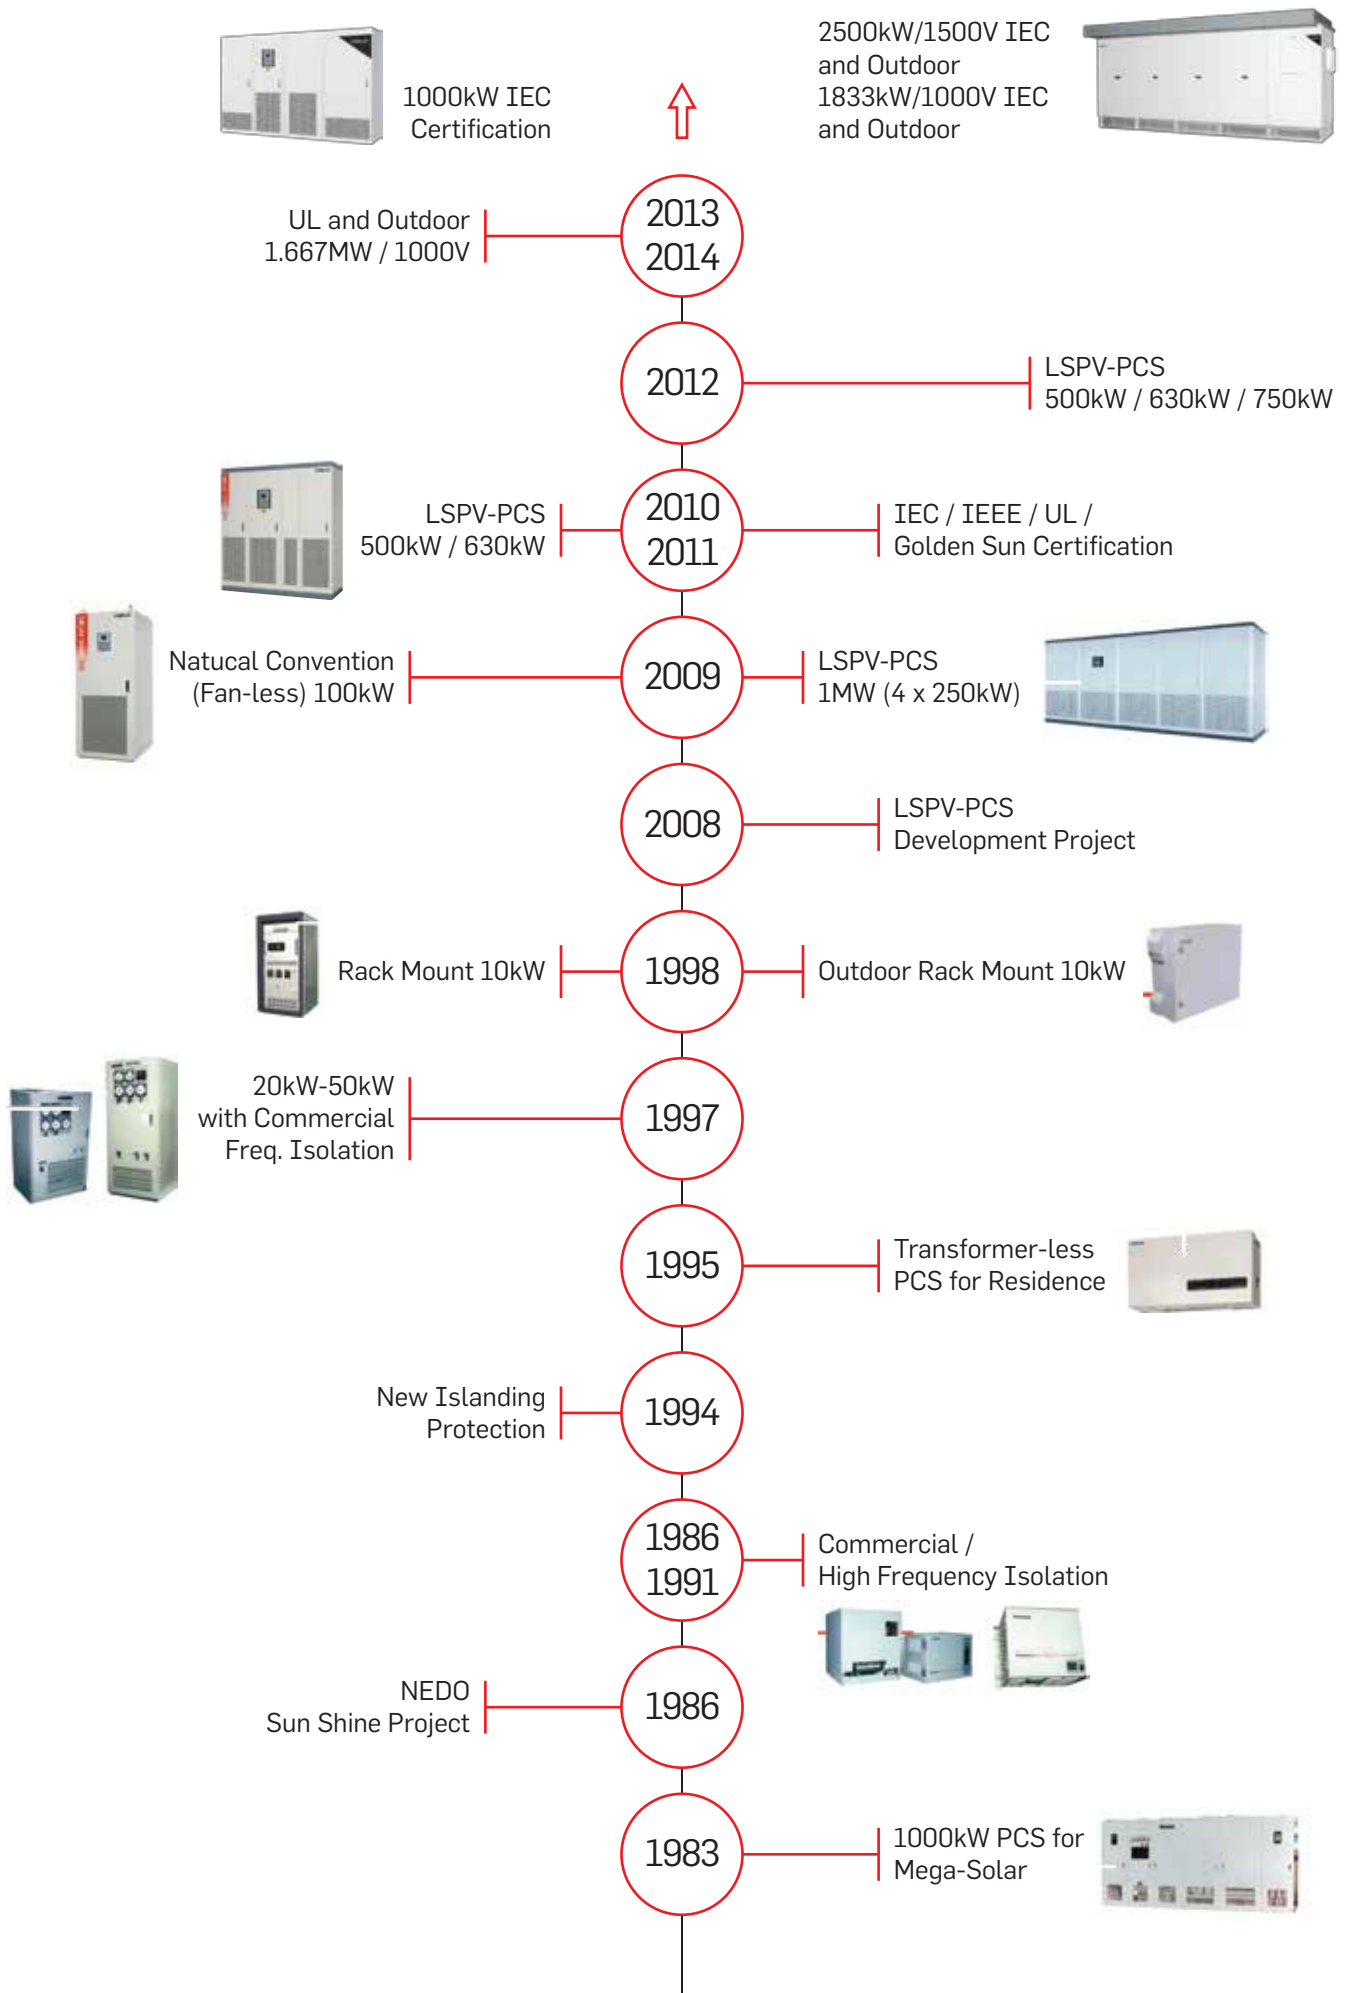 1000kW IEC
Certification
2500kW/1500V IEC
and Outdoor
1833kW/1000V IEC
and Outdoor
UL and Outdoor
1.667MW / 1000V
2013
2014
2012
LSPV-PCS
500kW / 630kW / 750kW
LSPV-PCS
500kW / 630kW
2010
2011
IEC / IEEE / UL /
Golden Sun Certification
Natucal Convention
(Fan-less) 100kW
2009
LSPV-PCS
1MW (4 x 250kW)
2008
LSPV-PCS
Development Project
Rack Mount 10kW
1998
Outdoor Rack Mount 10kW
20kW-50kW
with Commercial
Freq. Isolation
1997
1995
Transformer-less
PCS for Residence
New Islanding
Protection
1994
1986
1991
Commercial /
High Frequency Isolation
NEDO
Sun Shine Project
1986
1983
1000kW PCS for
Mega-Solar